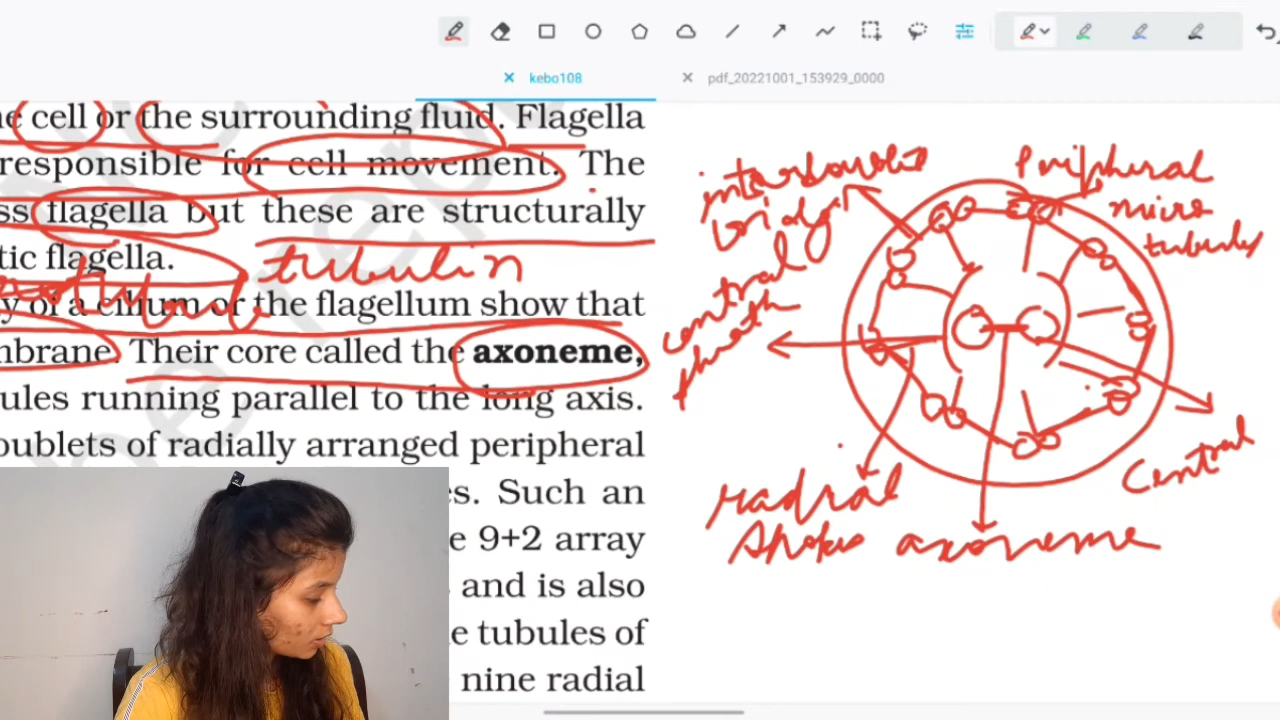 kebo108
pdf_20221001_153929_0000
e cell or the surrounding fluid. Flagella
responsible for cell movement. The
ss flagella but these are structurally
tic flagella.
tubulin
y of a cilium or the flagellum show that
mbrane. Their core called the axoneme,
ules running parallel to the long axis.
oublets of radially arranged peripheral
s. Such an
e 9+2 array
and is also
e tubules of
nine radial
Peripheral
micro
tubules
central
sheath
Central
radial
axoneme